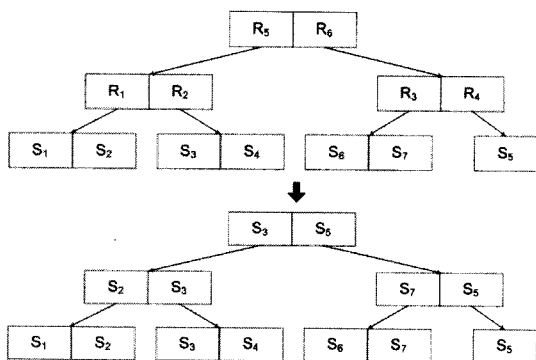 R₅ R₆
R₁ R₂ R₃ R₄
S₁ S₂ S₃ S₄ S₆ S₇ S₅
S₃ S₅
S₂ S₃ S₇ S₅
S₁ S₂ S₃ S₄ S₆ S₇ S₅